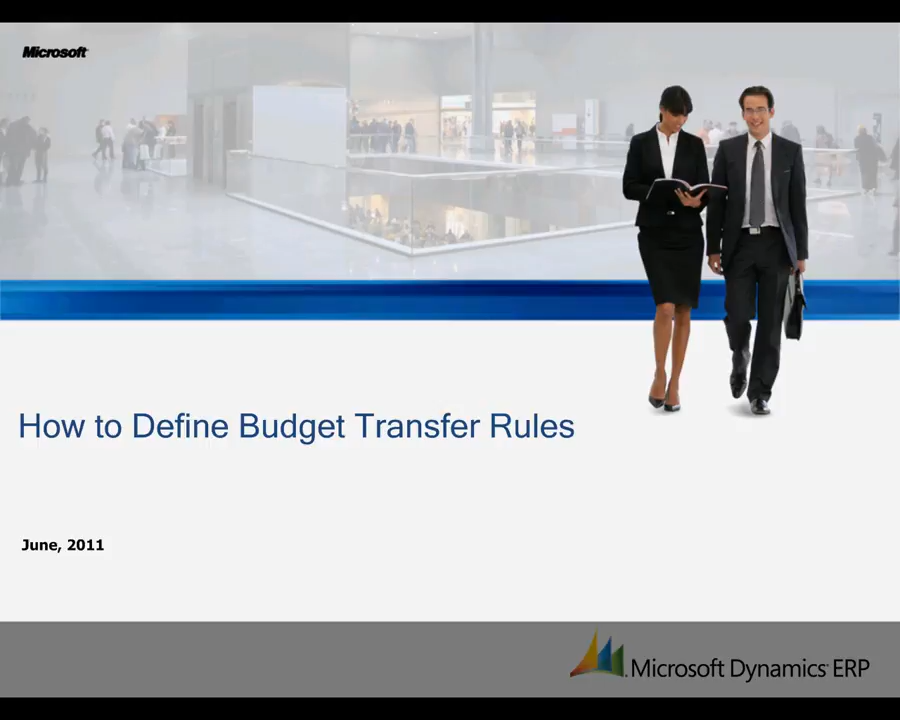 Microsoft
How to Define Budget Transfer Rules
June, 2011
Microsoft Dynamics ERP